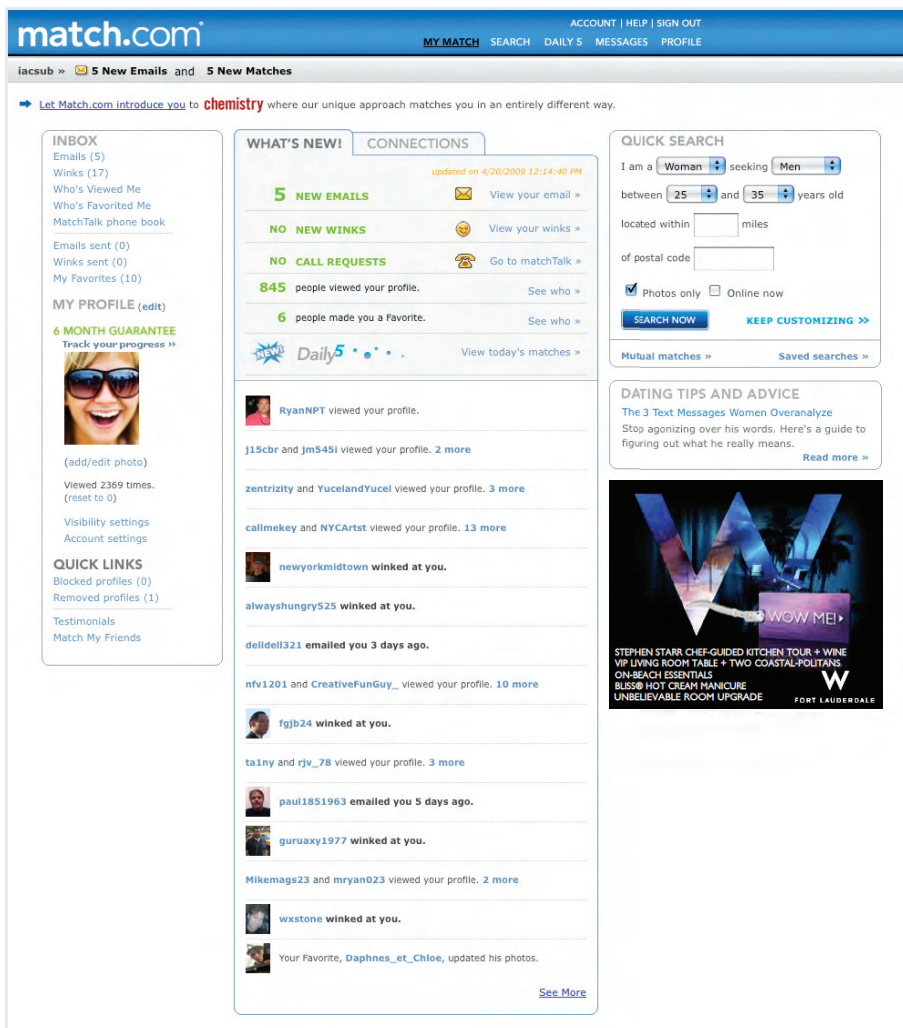 match.com
ACCOUNT | HELP | SIGN OUT
MY MATCH SEARCH DAILY 5 MESSAGES PROFILE
iacsub » 5 New Emails and 5 New Matches
Let Match.com introduce you to chemistry where our unique approach matches you in an entirely different way.
INBOX
Emails (5)
Winks (17)
Who's Viewed Me
Who's Favorited Me
MatchTalk phone book
Emails sent (0)
Winks sent (0)
My Favorites (10)
MY PROFILE (edit)
6 MONTH GUARANTEE
Track your progress »
(add/edit photo)
Viewed 2369 times.
(reset to 0)
Visibility settings
Account settings
QUICK LINKS
Blocked profiles (0)
Removed profiles (1)
Testimonials
Match My Friends
WHAT'S NEW! CONNECTIONS
updated on 4/20/2009 12:14:40 PM
5 NEW EMAILS View your email »
NO NEW WINKS View your winks »
NO CALL REQUESTS Go to matchTalk »
845 people viewed your profile. See who »
6 people made you a Favorite. See who »
NEW! Daily5 View today's matches »
RyanNPT viewed your profile.
j15cbr and jm545i viewed your profile. 2 more
zentrizity and YucelandYucel viewed your profile. 3 more
callmekey and NYCArtst viewed your profile. 13 more
newyorkmidtown winked at you.
alwayshungry525 winked at you.
delldell321 emailed you 3 days ago.
nfv1201 and CreativeFunGuy_ viewed your profile. 10 more
fgjb24 winked at you.
ta1ny and rjv_78 viewed your profile. 3 more
paul1851963 emailed you 5 days ago.
guruaxy1977 winked at you.
Mikemags23 and mryan023 viewed your profile. 2 more
wxstone winked at you.
Your Favorite, Daphnes_et_Chloe, updated his photos.
See More
QUICK SEARCH
I am a Woman seeking Men
between 25 and 35 years old
located within miles
of postal code
Photos only Online now
SEARCH NOW KEEP CUSTOMIZING >>
Mutual matches » Saved searches »
DATING TIPS AND ADVICE
The 3 Text Messages Women Overanalyze
Stop agonizing over his words. Here's a guide to
figuring out what he really means.
Read more »
W
WOW ME!
STEPHEN STARR CHEF-GUIDED KITCHEN TOUR + WINE
VIP LIVING ROOM TABLE + TWO COASTAL-POLITANS
ON-BEACH ESSENTIALS
BLISS® HOT CREAM MANICURE
UNBELIEVABLE ROOM UPGRADE
W
FORT LAUDERDALE